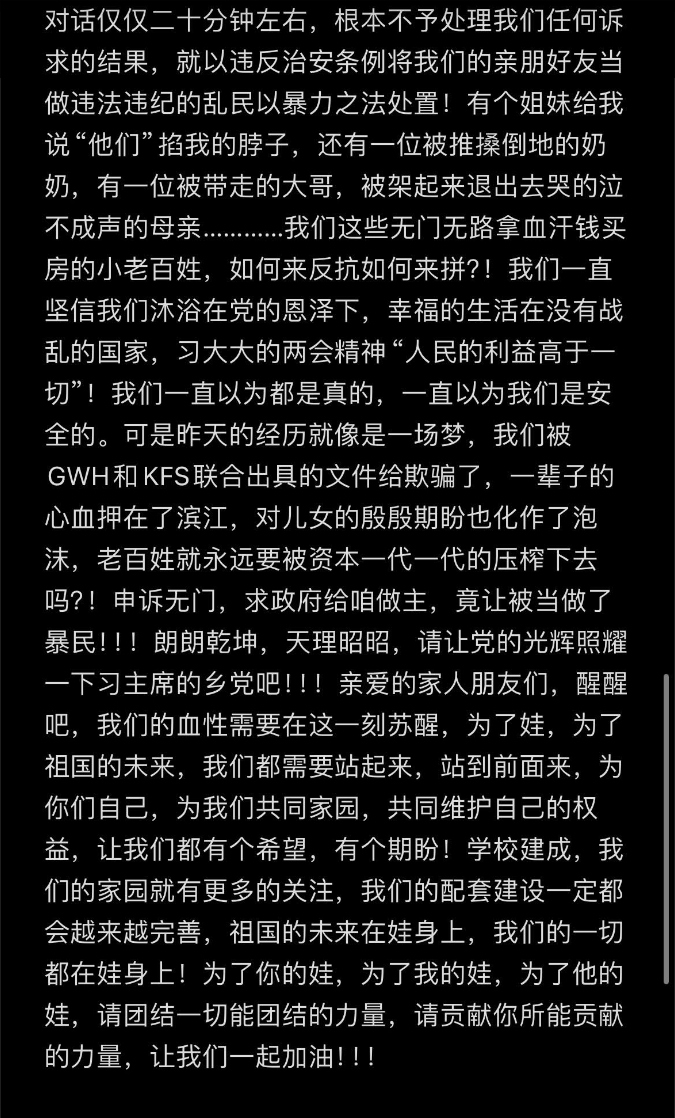 对话仅仅二十分钟左右，根本不予处理我们任何诉
求的结果，就以违反治安条例将我们的亲朋好友当
做违法违纪的乱民以暴力之法处置！有个姐妹给我
说“他们”掐我的脖子，还有一位被推搡倒地的奶
奶，有一位被带走的大哥，被架起来退出去哭的泣
不成声的母亲…………我们这些无门无路拿血汗钱买
房的小老百姓，如何来反抗如何来拼?！我们一直
坚信我们沐浴在党的恩泽下，幸福的生活在没有战
乱的国家，习大大的两会精神“人民的利益高于一
切”！我们一直以为都是真的，一直以为我们是安
全的。可是昨天的经历就像是一场梦，我们被
GWH和KFS联合出具的文件给欺骗了，一辈子的
心血押在了滨江，对儿女的殷殷期盼也化作了泡
沫，老百姓就永远要被资本一代一代的压榨下去
吗?！申诉无门，求政府给咱做主，竟让被当做了
暴民！！！朗朗乾坤，天理昭昭，请让党的光辉照耀
一下习主席的乡党吧！！！亲爱的家人朋友们，醒醒
吧，我们的血性需要在这一刻苏醒，为了娃，为了
祖国的未来，我们都需要站起来，站到前面来，为
你们自己，为我们共同家园，共同维护自己的权
益，让我们都有个希望，有个期盼！学校建成，我
们的家园就有更多的关注，我们的配套建设一定都
会越来越完善，祖国的未来在娃身上，我们的一切
都在娃身上！为了你的娃，为了我的娃，为了他的
娃，请团结一切能团结的力量，请贡献你所能贡献
的力量，让我们一起加油！！！